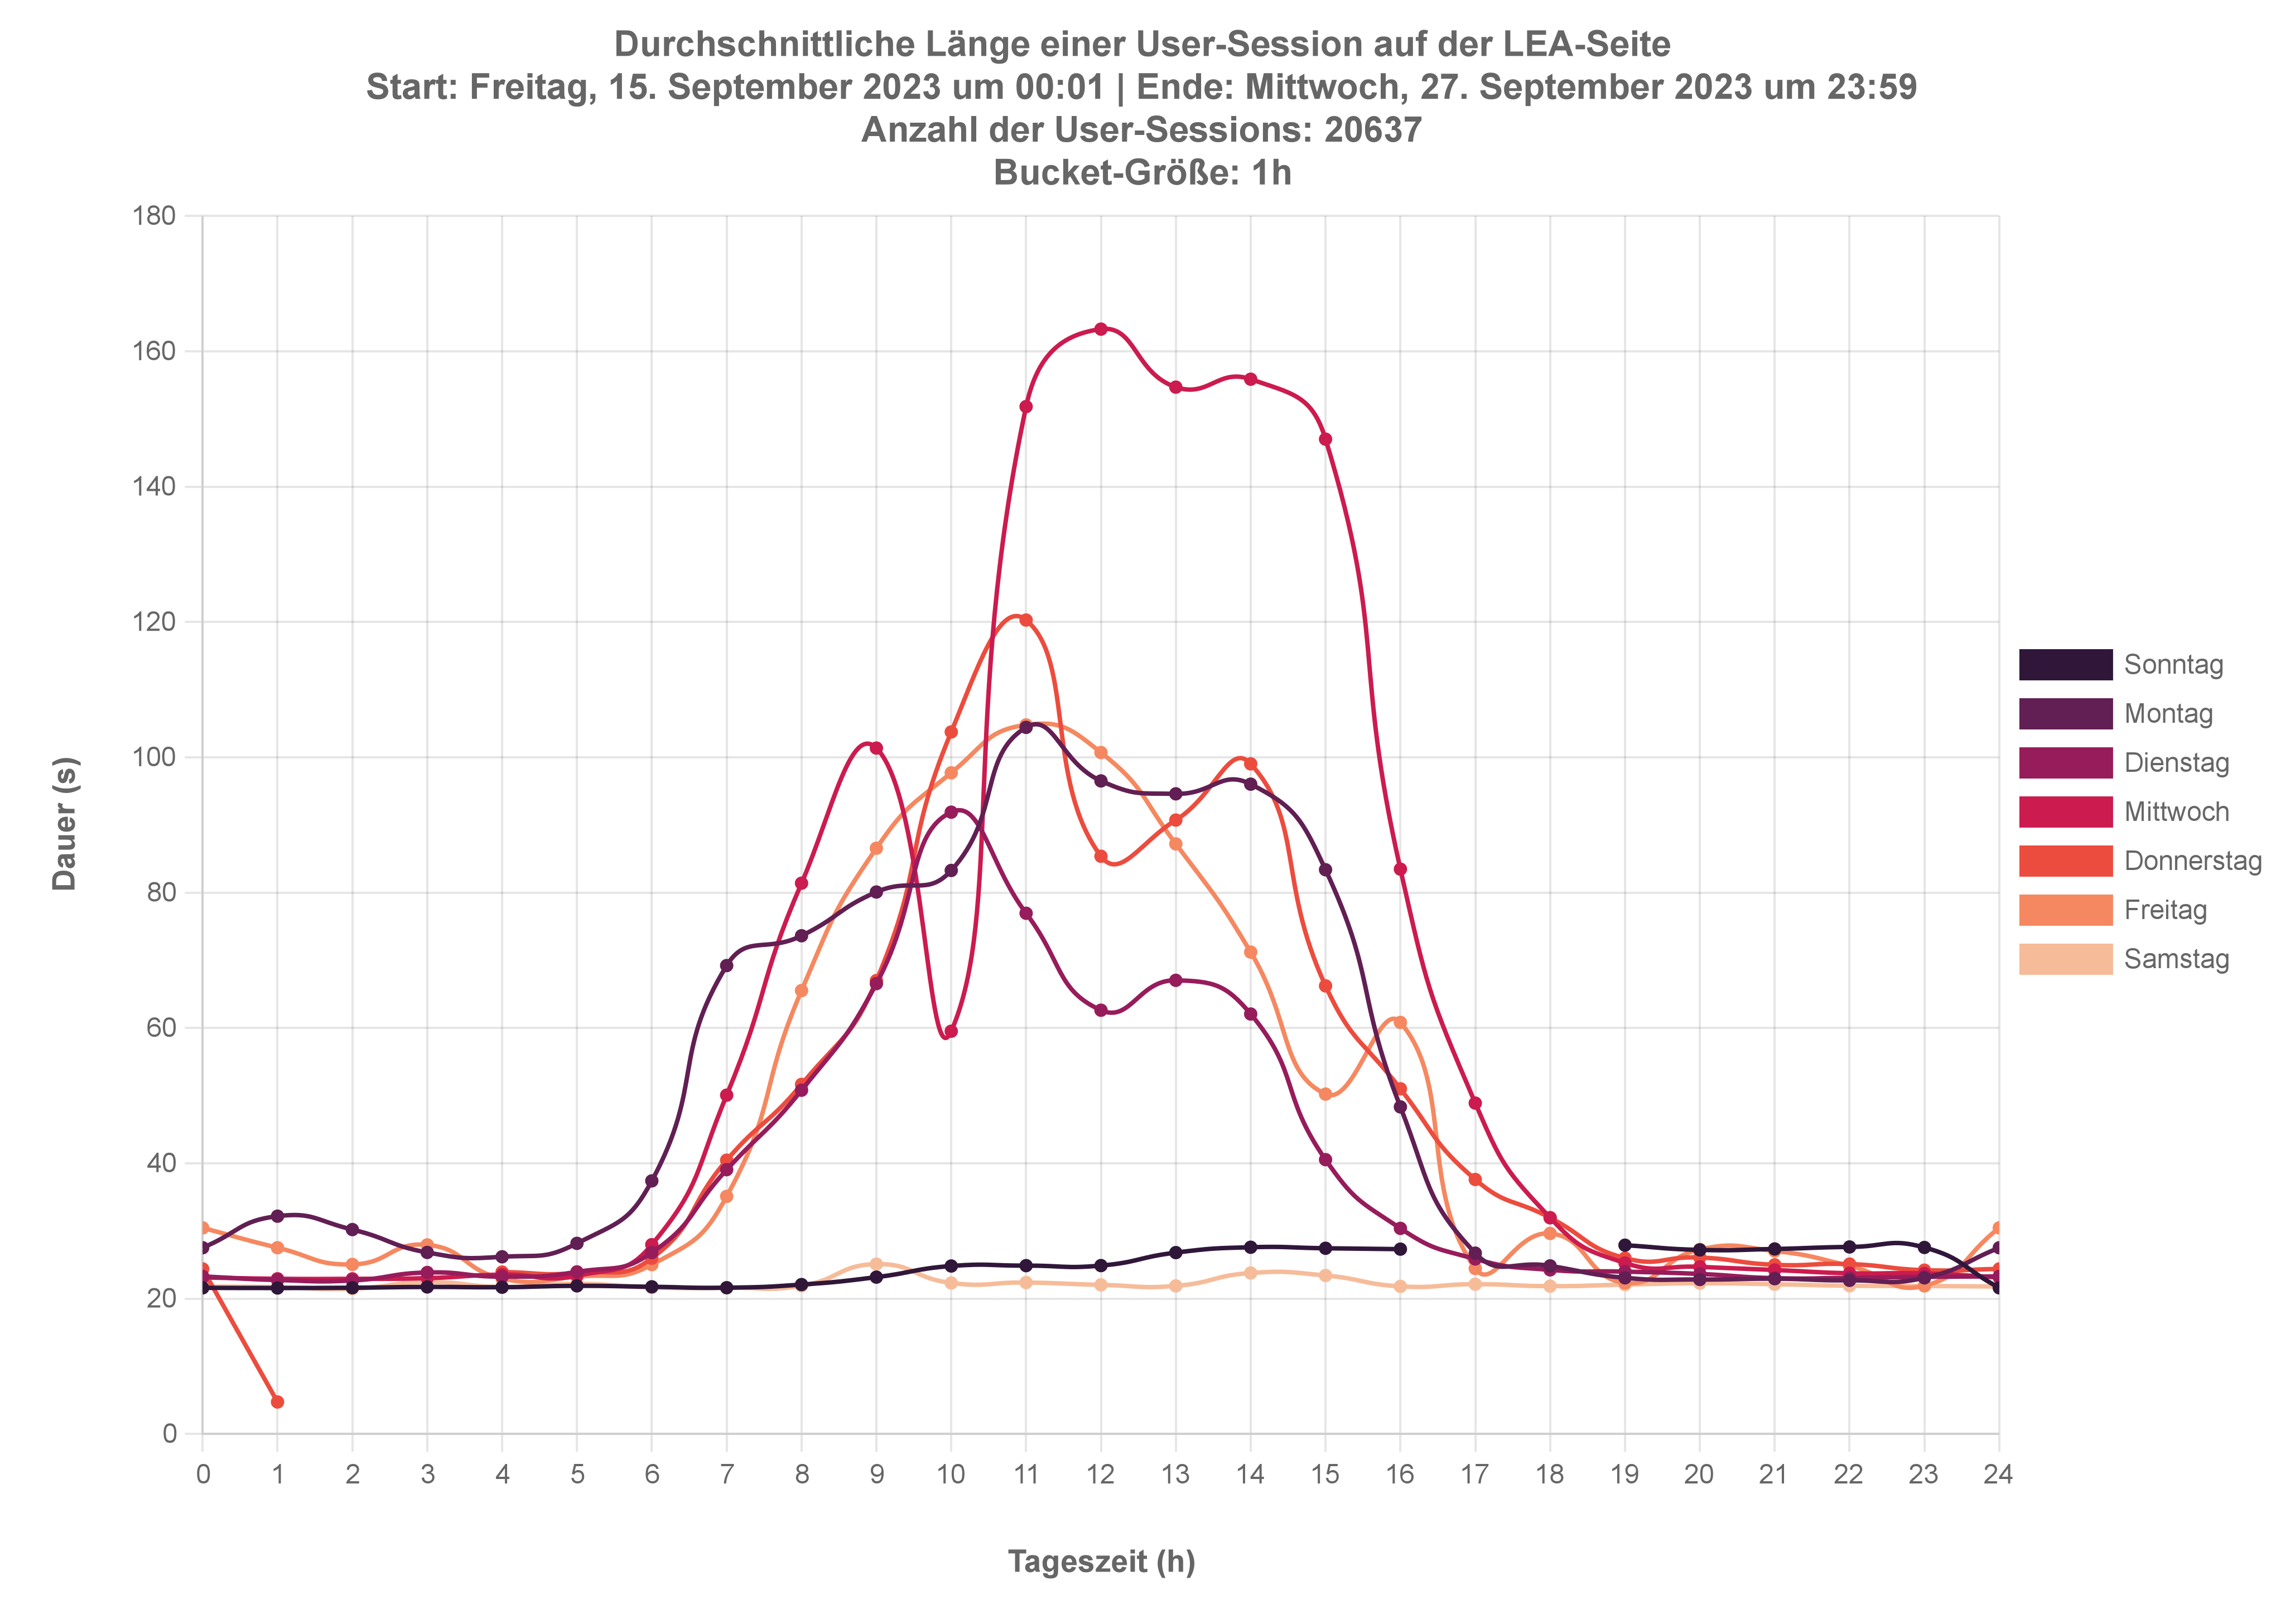 Durchschnittliche Länge einer User-Session auf der LEA-Seite
Start: Freitag, 15. September 2023 um 00:01 | Ende: Mittwoch, 27. September 2023 um 23:59
Anzahl der User-Sessions: 20637
Bucket-Größe: 1h
180
160
140
120
100
80
60
40
20
0
Dauer (s)
0 1 2 3 4 5 6 7 8 9 10 11 12 13 14 15 16 17 18 19 20 21 22 23 24
Tageszeit (h)
Sonntag
Montag
Dienstag
Mittwoch
Donnerstag
Freitag
Samstag